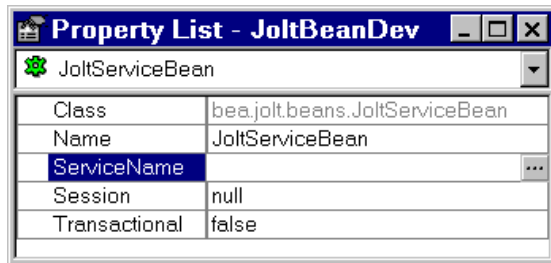 Property List - JoltBeanDev
JoltServiceBean
Class bea.jolt.beans.JoltServiceBean
Name JoltServiceBean
ServiceName ...
Session null
Transactional false